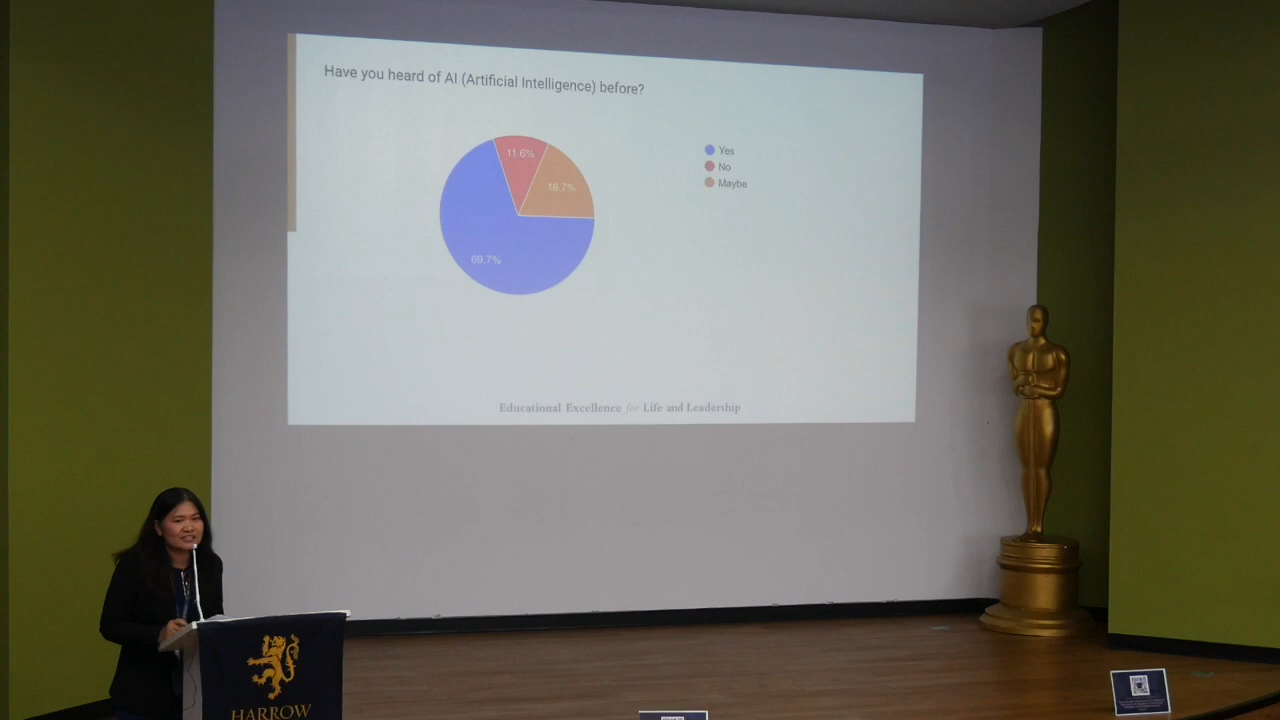 Have you heard of AI (Artificial Intelligence) before?
11.6%
18.7%
69.7%
Yes
No
Maybe
Educational Excellence for Life and Leadership
HARROW